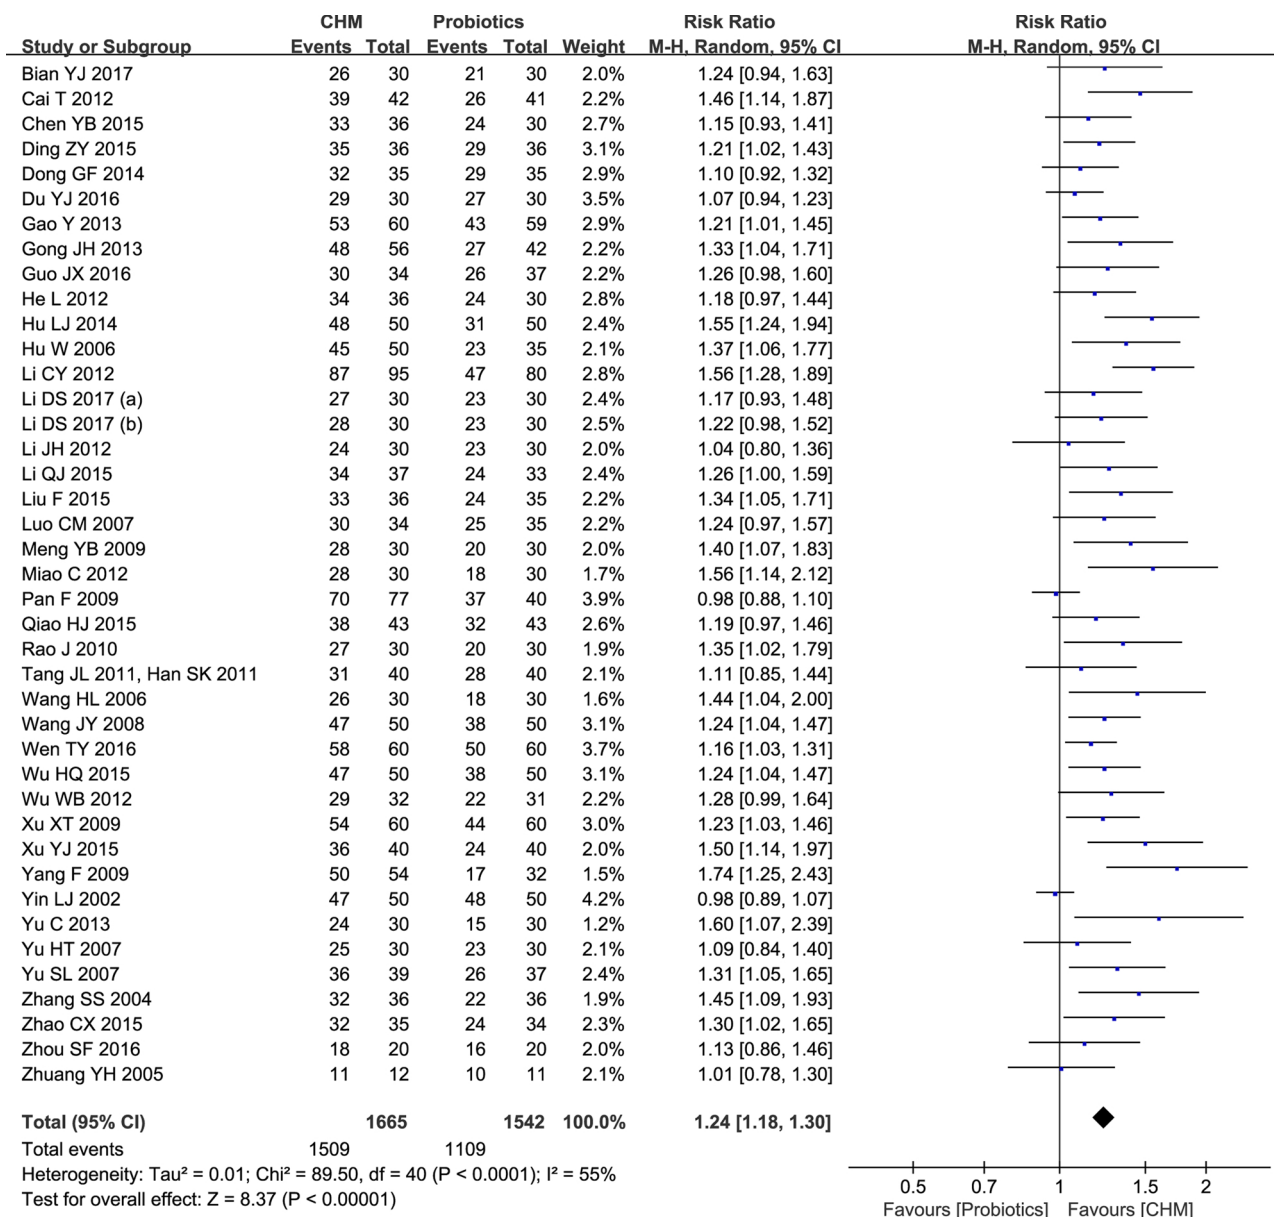 CHM Probiotics Risk Ratio Risk Ratio
Study or Subgroup Events Total Events Total Weight M-H, Random, 95% CI M-H, Random, 95% CI
Bian YJ 2017 26 30 21 30 2.0% 1.24 [0.94, 1.63]
Cai T 2012 39 42 26 41 2.2% 1.46 [1.14, 1.87]
Chen YB 2015 33 36 24 30 2.7% 1.15 [0.93, 1.41]
Ding ZY 2015 35 36 29 36 3.1% 1.21 [1.02, 1.43]
Dong GF 2014 32 35 29 35 2.9% 1.10 [0.92, 1.32]
Du YJ 2016 29 30 27 30 3.5% 1.07 [0.94, 1.23]
Gao Y 2013 53 60 43 59 2.9% 1.21 [1.01, 1.45]
Gong JH 2013 48 56 27 42 2.2% 1.33 [1.04, 1.71]
Guo JX 2016 30 34 26 37 2.2% 1.26 [0.98, 1.60]
He L 2012 34 36 24 30 2.8% 1.18 [0.97, 1.44]
Hu LJ 2014 48 50 31 50 2.4% 1.55 [1.24, 1.94]
Hu W 2006 45 50 23 35 2.1% 1.37 [1.06, 1.77]
Li CY 2012 87 95 47 80 2.8% 1.56 [1.28, 1.89]
Li DS 2017 (a) 27 30 23 30 2.4% 1.17 [0.93, 1.48]
Li DS 2017 (b) 28 30 23 30 2.5% 1.22 [0.98, 1.52]
Li JH 2012 24 30 23 30 2.0% 1.04 [0.80, 1.36]
Li QJ 2015 34 37 24 33 2.4% 1.26 [1.00, 1.59]
Liu F 2015 33 36 24 35 2.2% 1.34 [1.05, 1.71]
Luo CM 2007 30 34 25 35 2.2% 1.24 [0.97, 1.57]
Meng YB 2009 28 30 20 30 2.0% 1.40 [1.07, 1.83]
Miao C 2012 28 30 18 30 1.7% 1.56 [1.14, 2.12]
Pan F 2009 70 77 37 40 3.9% 0.98 [0.88, 1.10]
Qiao HJ 2015 38 43 32 43 2.6% 1.19 [0.97, 1.46]
Rao J 2010 27 30 20 30 1.9% 1.35 [1.02, 1.79]
Tang JL 2011, Han SK 2011 31 40 28 40 2.1% 1.11 [0.85, 1.44]
Wang HL 2006 26 30 18 30 1.6% 1.44 [1.04, 2.00]
Wang JY 2008 47 50 38 50 3.1% 1.24 [1.04, 1.47]
Wen TY 2016 58 60 50 60 3.7% 1.16 [1.03, 1.31]
Wu HQ 2015 47 50 38 50 3.1% 1.24 [1.04, 1.47]
Wu WB 2012 29 32 22 31 2.2% 1.28 [0.99, 1.64]
Xu XT 2009 54 60 44 60 3.0% 1.23 [1.03, 1.46]
Xu YJ 2015 36 40 24 40 2.0% 1.50 [1.14, 1.97]
Yang F 2009 50 54 17 32 1.5% 1.74 [1.25, 2.43]
Yin LJ 2002 47 50 48 50 4.2% 0.98 [0.89, 1.07]
Yu C 2013 24 30 15 30 1.2% 1.60 [1.07, 2.39]
Yu HT 2007 25 30 23 30 2.1% 1.09 [0.84, 1.40]
Yu SL 2007 36 39 26 37 2.4% 1.31 [1.05, 1.65]
Zhang SS 2004 32 36 22 36 1.9% 1.45 [1.09, 1.93]
Zhao CX 2015 32 35 24 34 2.3% 1.30 [1.02, 1.65]
Zhou SF 2016 18 20 16 20 2.0% 1.13 [0.86, 1.46]
Zhuang YH 2005 11 12 10 11 2.1% 1.01 [0.78, 1.30]
Total (95% CI) 1665 1542 100.0% 1.24 [1.18, 1.30]
Total events 1509 1109
Heterogeneity: Tau² = 0.01; Chi² = 89.50, df = 40 (P < 0.0001); I² = 55%
Test for overall effect: Z = 8.37 (P < 0.00001)
0.5 0.7 1 1.5 2
Favours [Probiotics] Favours [CHM]